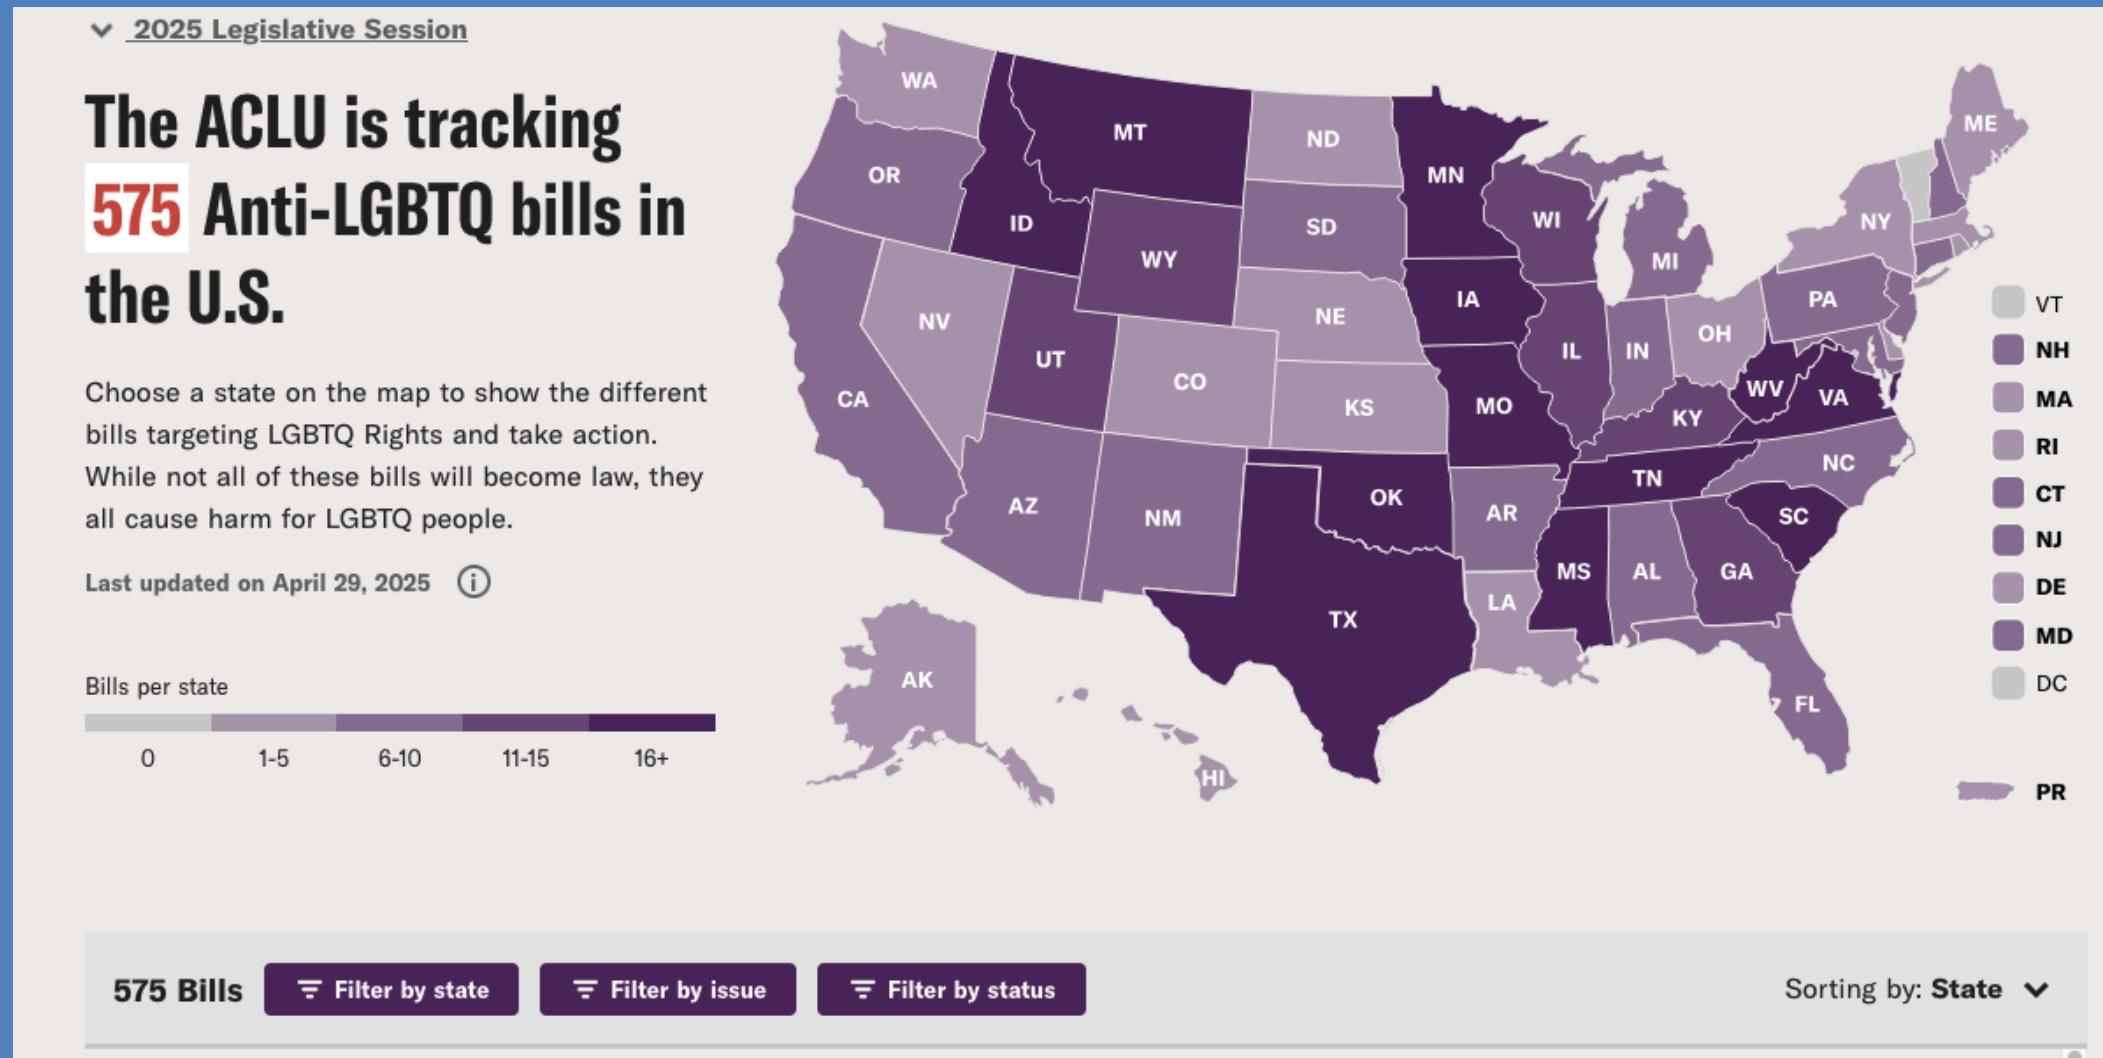 2025 Legislative Session
The ACLU is tracking
575 Anti-LGBTQ bills in
the U.S.
Choose a state on the map to show the different
bills targeting LGBTQ Rights and take action.
While not all of these bills will become law, they
all cause harm for LGBTQ people.
Last updated on April 29, 2025
Bills per state
0 1-5 6-10 11-15 16+
WA
MT
ND
MN
ME
OR
ID
SD
WI
NY
WY
MI
IA
NE
PA
NV
UT
CO
IL
IN
OH
CA
KS
MO
WV
VA
KY
AZ
NM
OK
AR
TN
NC
SC
TX
LA
MS
AL
GA
FL
AK
HI
VT
NH
MA
RI
CT
NJ
DE
MD
DC
PR
575 Bills
Filter by state
Filter by issue
Filter by status
Sorting by: State